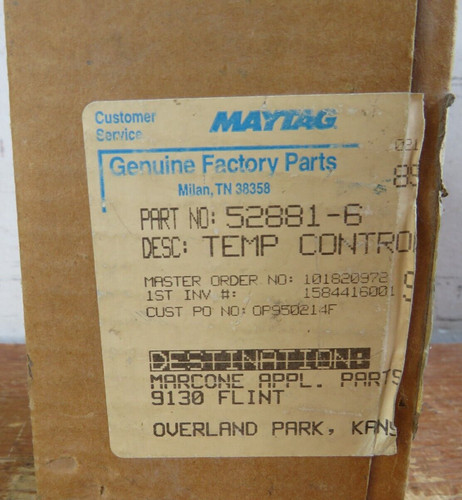 Customer
Service
MAYTAG
Genuine Factory Parts
Milan, TN 38358
PART NO: 52881-6
DESC: TEMP CONTRO
MASTER ORDER NO: 101820972
1ST INV #: 1584416001
CUST PO NO: OP950214F
DESTINATION:
MARCONE APPL. PARTS
9130 FLINT
OVERLAND PARK, KANS